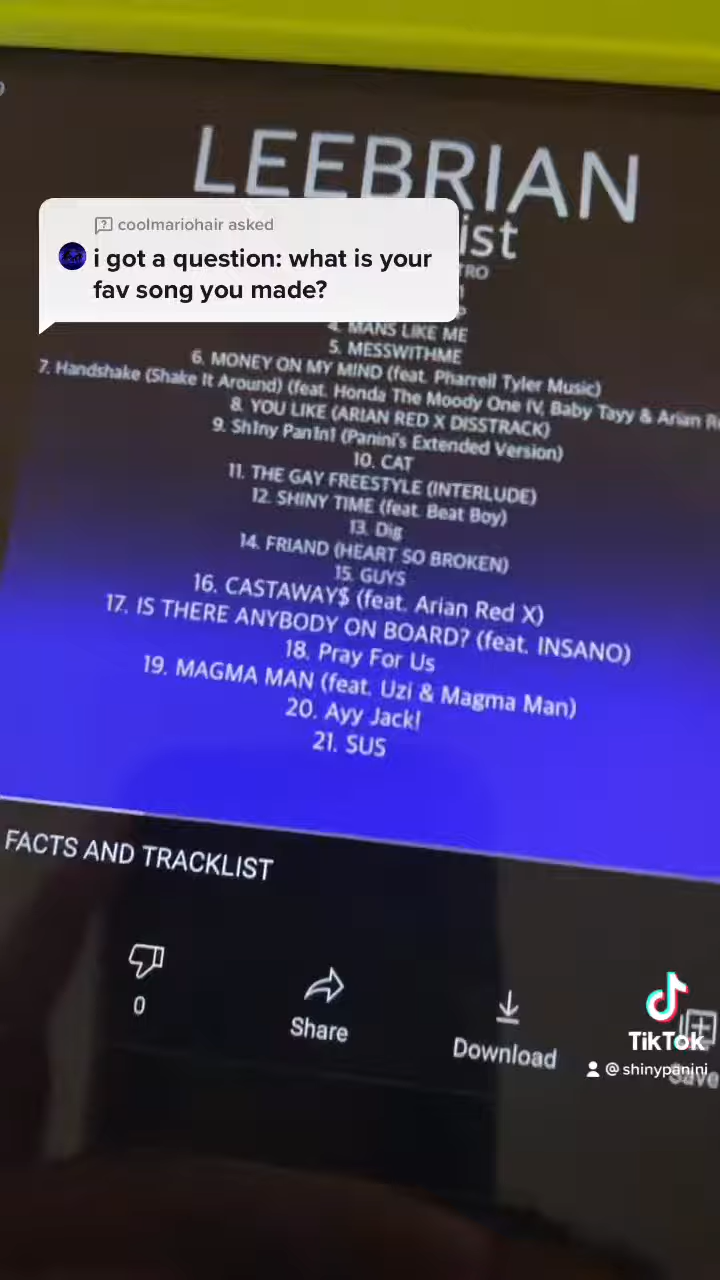 LEEBRIAN
coolmariohair asked
i got a question: what is your
fav song you made?
ist
TRO
4. MANS LIKE ME
5. MESSWITHME
6. MONEY ON MY MIND (feat. Pharrell Tyler Music)
7. Handshake (Shake It Around) (feat. Honda The Moody One IV, Baby Tayy & Arian Re
8. YOU LIKE (ARIAN RED X DISSTRACK)
9. Sh1ny Pan1n1 (Panini's Extended Version)
10. CAT
11. THE GAY FREESTYLE (INTERLUDE)
12. SHINY TIME (feat. Beat Boy)
13. Dig
14. FRIAND (HEART SO BROKEN)
15. GUYS
16. CASTAWAY$ (feat. Arian Red X)
17. IS THERE ANYBODY ON BOARD? (feat. INSANO)
18. Pray For Us
19. MAGMA MAN (feat. Uzi & Magma Man)
20. Ayy Jack!
21. SUS
FACTS AND TRACKLIST
0
Share
Download
Save
TikTok
@shinypanini